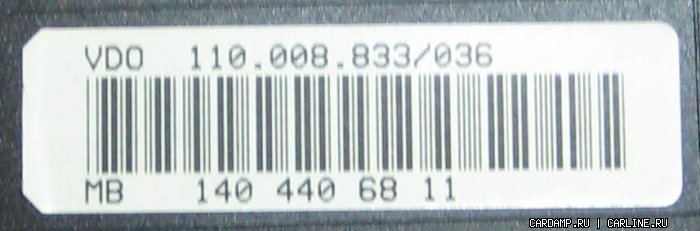 VDO 110.008.833/036
MB 140 440 68 11
CARDAMP.RU | CARLINE.RU